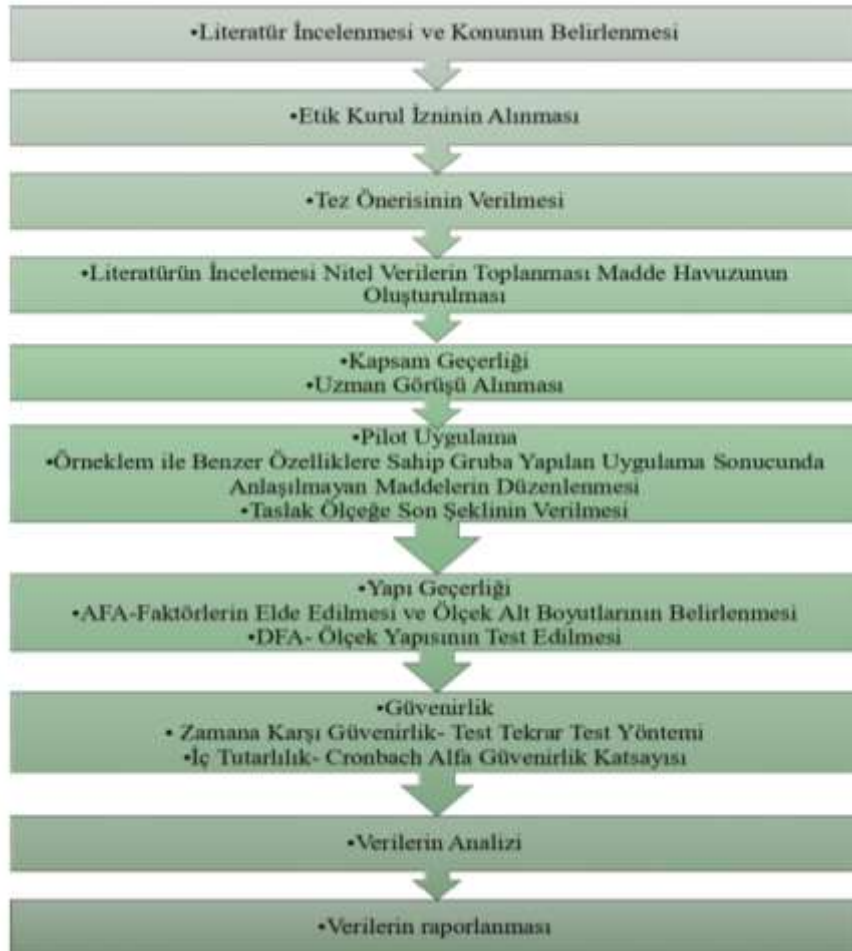 •Literatür İncelenmesi ve Konunun Belirlenmesi
•Etik Kurul İzninin Alınması
•Tez Önerisinin Verilmesi
•Literatürün İncelemesi Nitel Verilerin Toplanması Madde Havuzunun
Oluşturulması
•Kapsam Geçerliği
•Uzman Görüşü Alınması
•Pilot Uygulama
•Örneklem ile Benzer Özelliklere Sahip Gruba Yapılan Uygulama Sonucunda
Anlaşılmayan Maddelerin Düzenlenmesi
•Taslak Ölçeğe Son Şeklinin Verilmesi
•Yapı Geçerliği
•AFA-Faktörlerin Elde Edilmesi ve Ölçek Alt Boyutlarının Belirlenmesi
•DFA- Ölçek Yapısının Test Edilmesi
•Güvenirlik
• Zamana Karşı Güvenirlik- Test Tekrar Test Yöntemi
•İç Tutarlılık- Cronbach Alfa Güvenirlik Katsayısı
•Verilerin Analizi
•Verilerin raporlanması